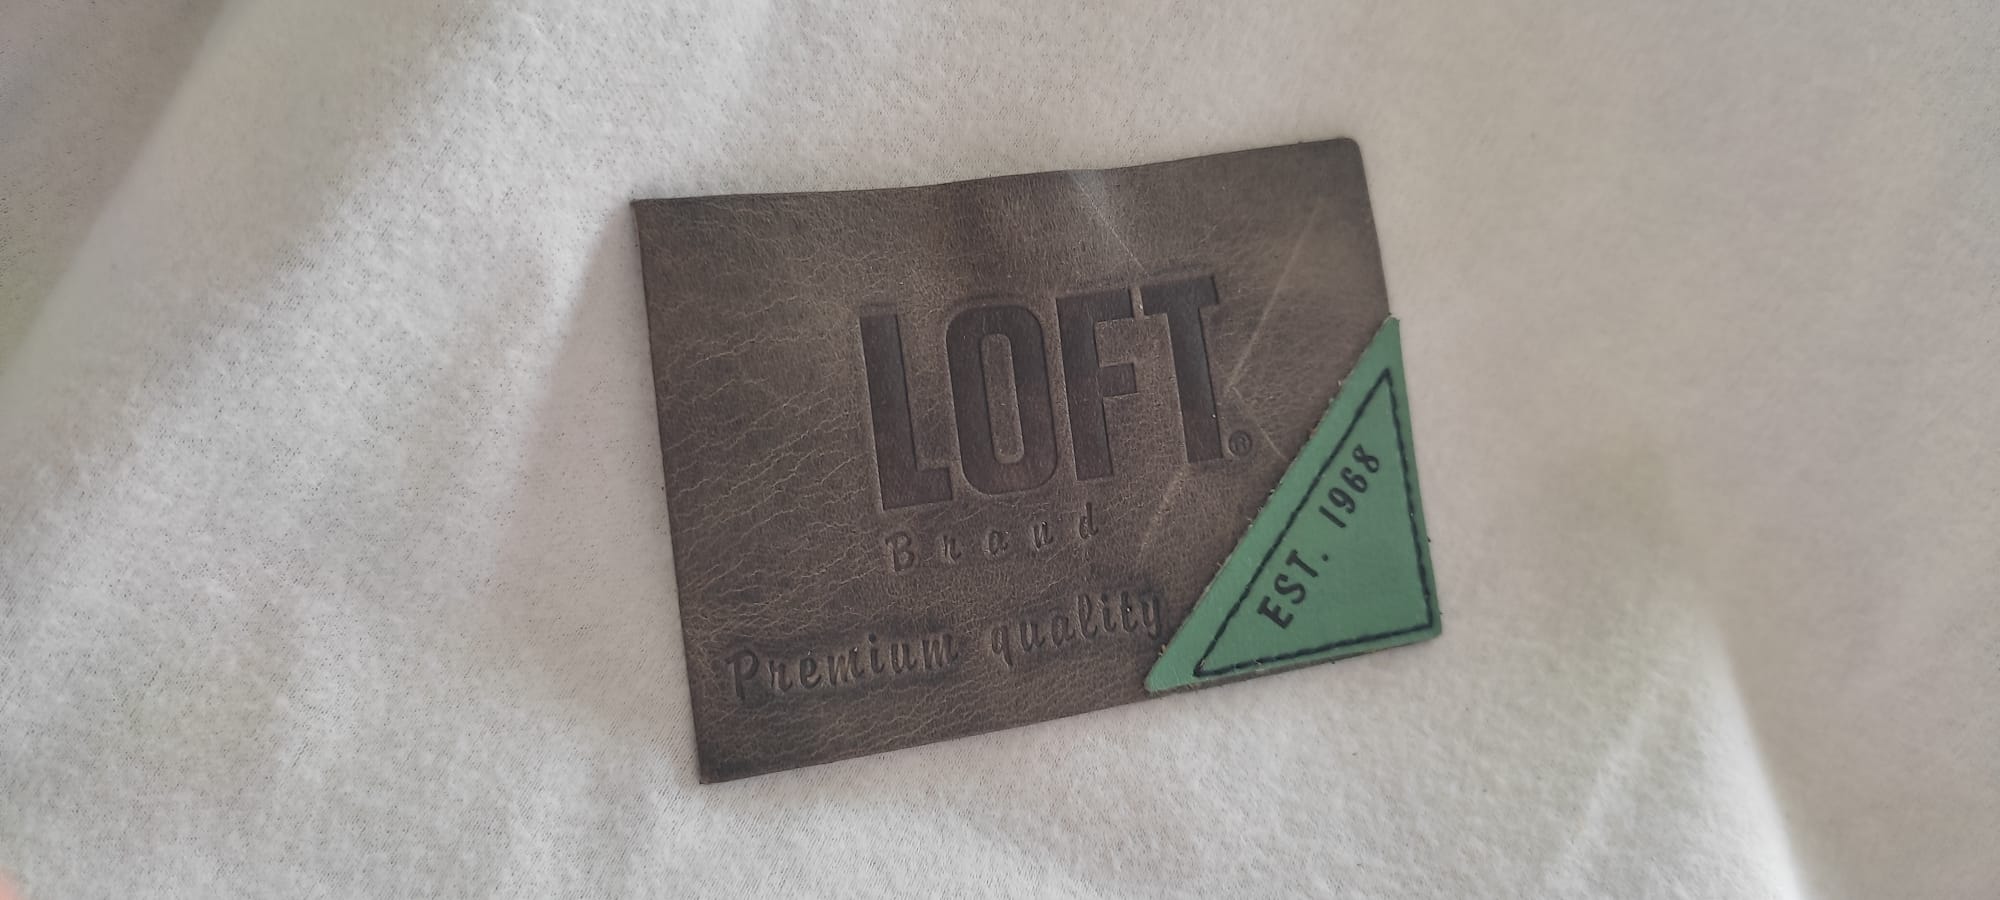 LOFT®
Brand
Premium quality
EST. 1968